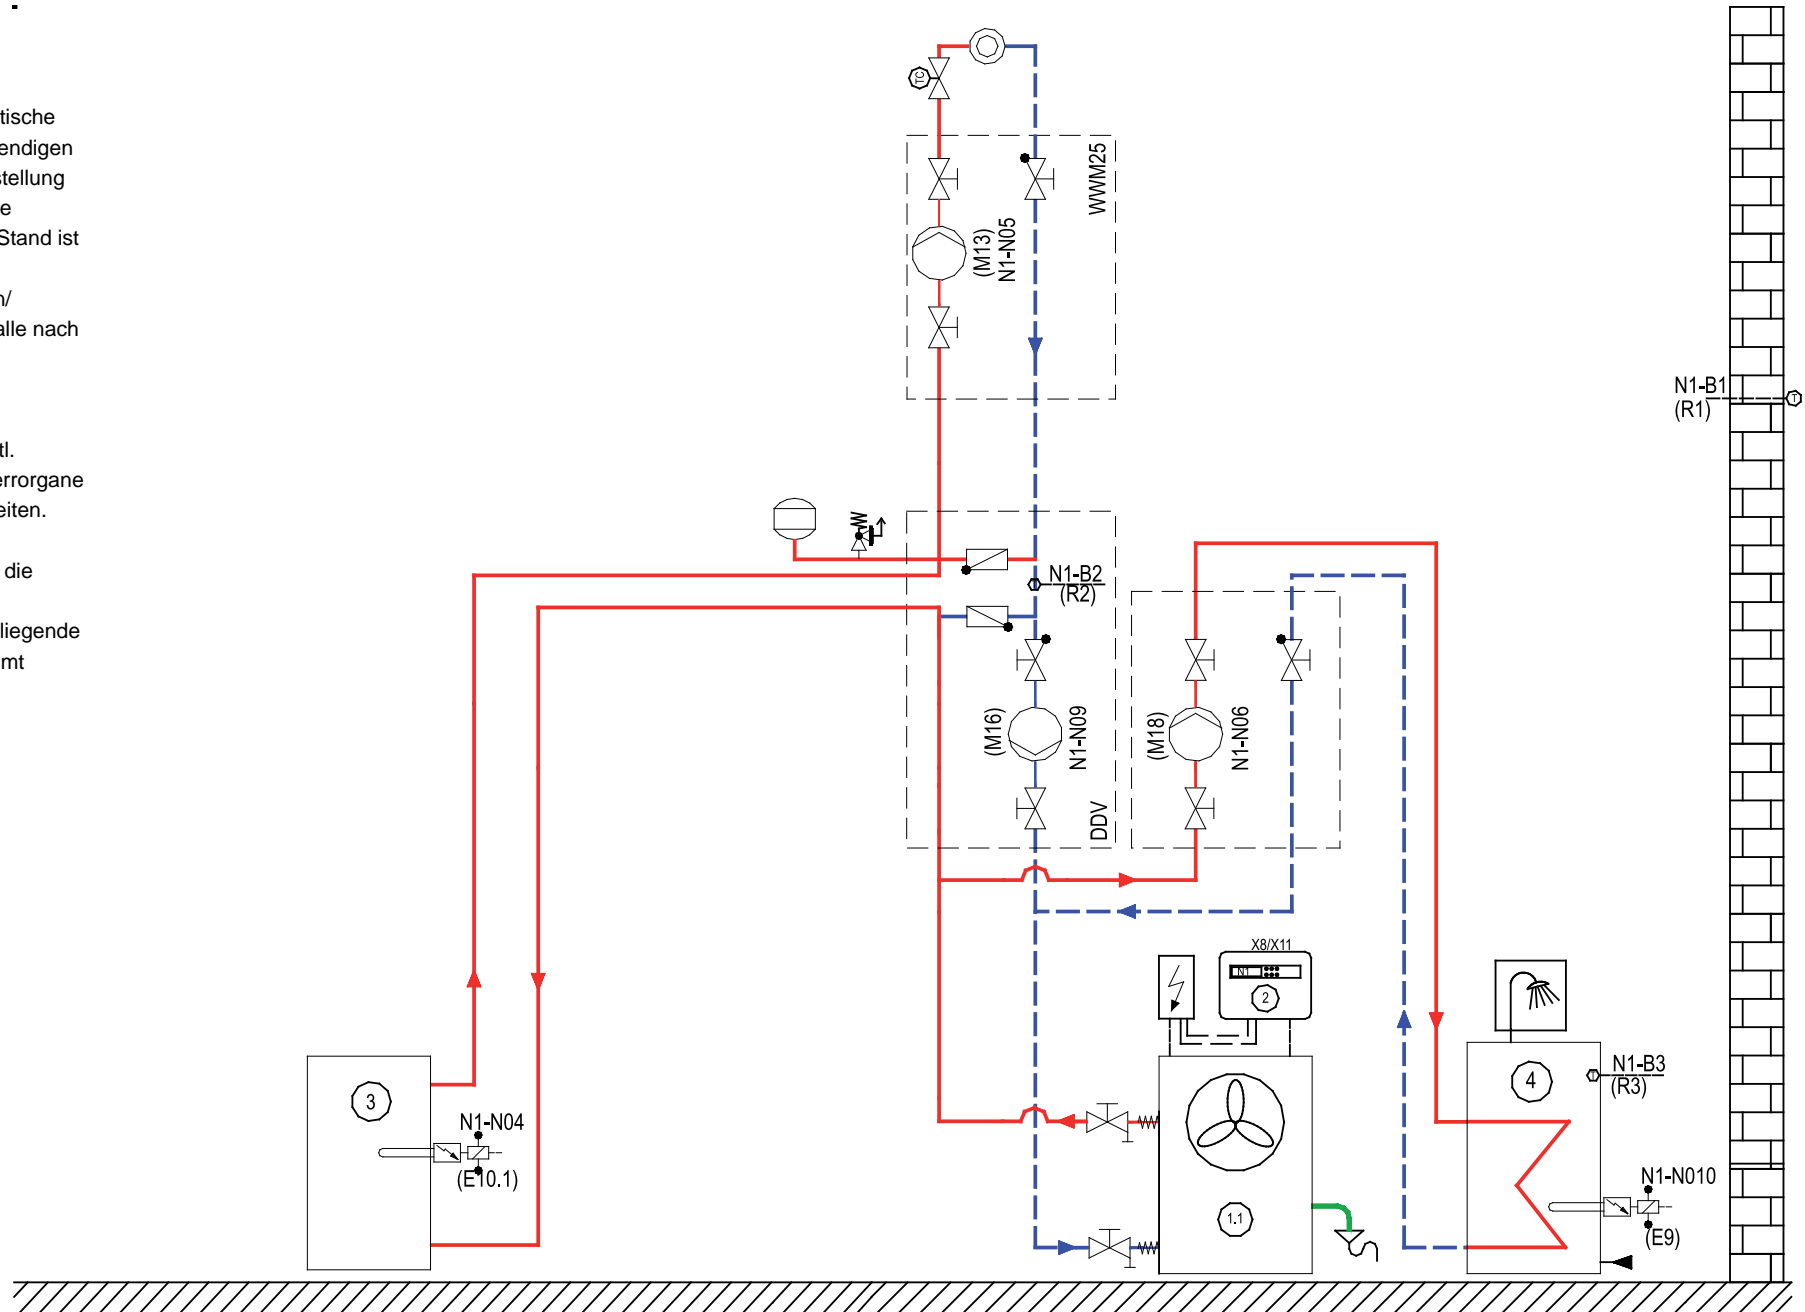 tische
endigen
stellung
e
Stand ist
n/
alle nach
tl.
errorgane
eiten.
die
liegende
mt
TC
WWM25
(M13)
N1-N05
N1-B1
(R1)
T
N1-B2
(R2)
(M16)
N1-N09
DDV
(M18)
N1-N06
X8/X11
N1
2
3
N1-N04
(E10.1)
1.1
4
N1-B3
(R3)
N1-N010
(E9)